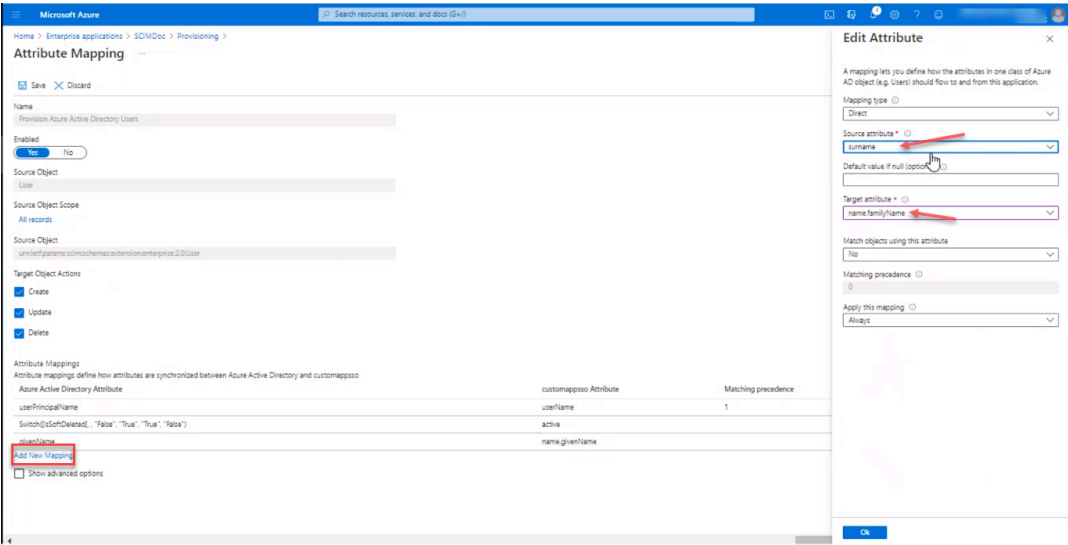 Microsoft Azure
Search resources, services, and docs (G+/)
Home > Enterprise applications > SCIMDoc > Provisioning >
Attribute Mapping ...
Save Discard
Name
Provision Azure Active Directory Users
Enabled
Yes No
Source Object
User
Source Object Scope
All records
Source Object
urn:ietf:params:scim:schemas:extension:enterprise:2.0:User
Target Object Actions
Create
Update
Delete
Attribute Mappings
Attribute mappings define how attributes are synchronized between Azure Active Directory and customappsso
Azure Active Directory Attribute customappsso Attribute Matching precedence
userPrincipalName userName 1
Switch([IsSoftDeleted], , "False", "True", "True", "False") active
givenName name.givenName
Add New Mapping
Show advanced options
Edit Attribute
A mapping lets you define how the attributes in one class of Azure
AD object (e.g. Users) should flow to and from this application.
Mapping type
Direct
Source attribute *
surname
Default value if null (option
Target attribute *
name.familyName
Match objects using this attribute
No
Matching precedence
0
Apply this mapping
Always
Ok